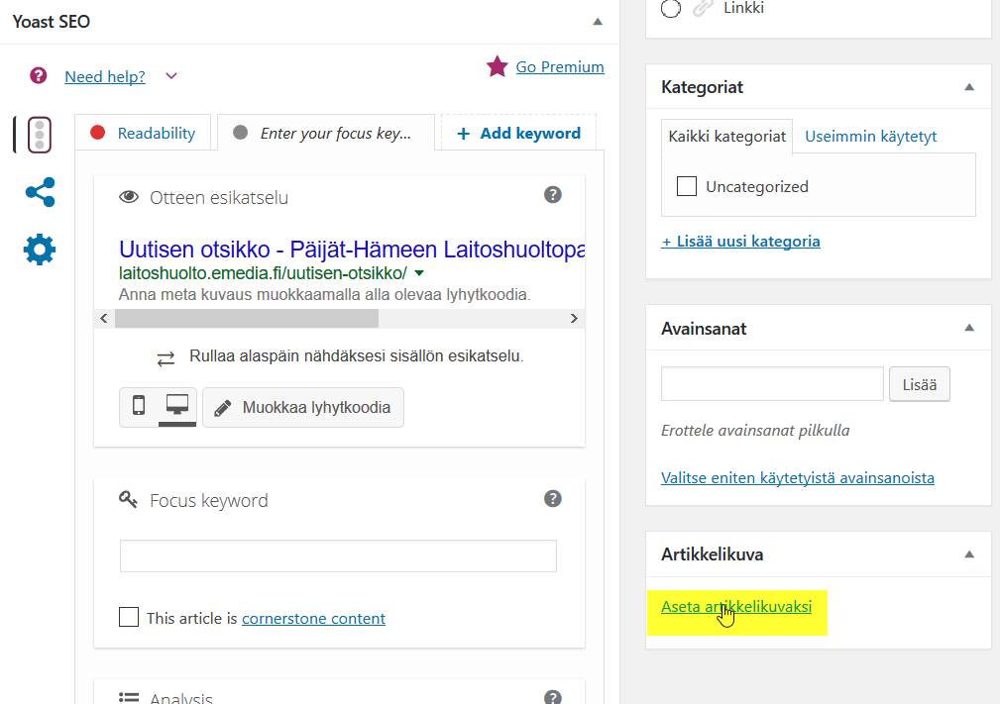 Yoast SEO
Need help?
Go Premium
Readability
Enter your focus key...
+ Add keyword
Otteen esikatselu
Uutisen otsikko - Päijät-Hämeen Laitoshuoltopa
laitoshuolto.emedia.fi/uutisen-otsikko/
Anna meta kuvaus muokkaamalla alla olevaa lyhytkoodia.
Rullaa alaspäin nähdäksesi sisällön esikatselu.
Muokkaa lyhytkoodia
Focus keyword
This article is cornerstone content
Analysis
Linkki
Kategoriat
Kaikki kategoriat
Useimmin käytetyt
Uncategorized
+ Lisää uusi kategoria
Avainsanat
Lisää
Erottele avainsanat pilkulla
Valitse eniten käytetyistä avainsanoista
Artikkelikuva
Aseta artikkelikuvaksi